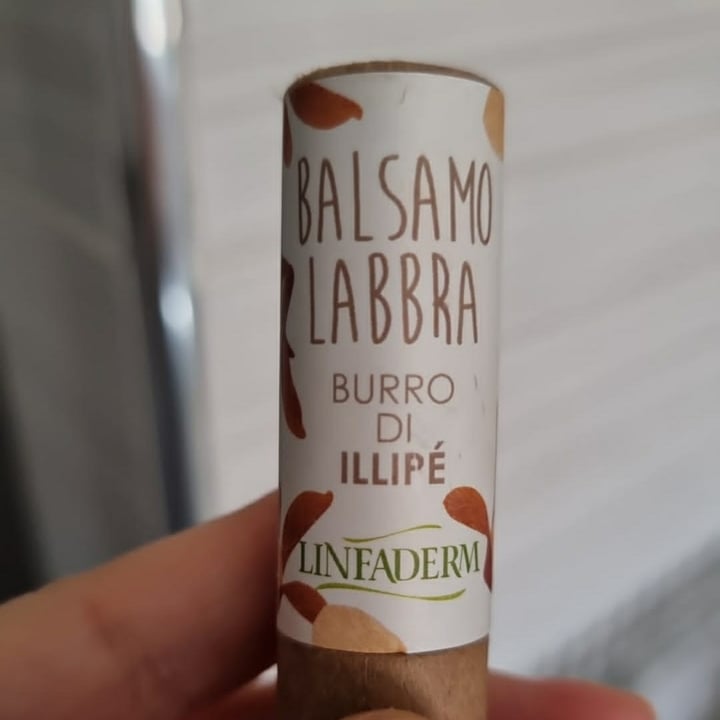 BALSAMO
LABBRA
BURRO
DI
ILLIPÉ
LINFADERM